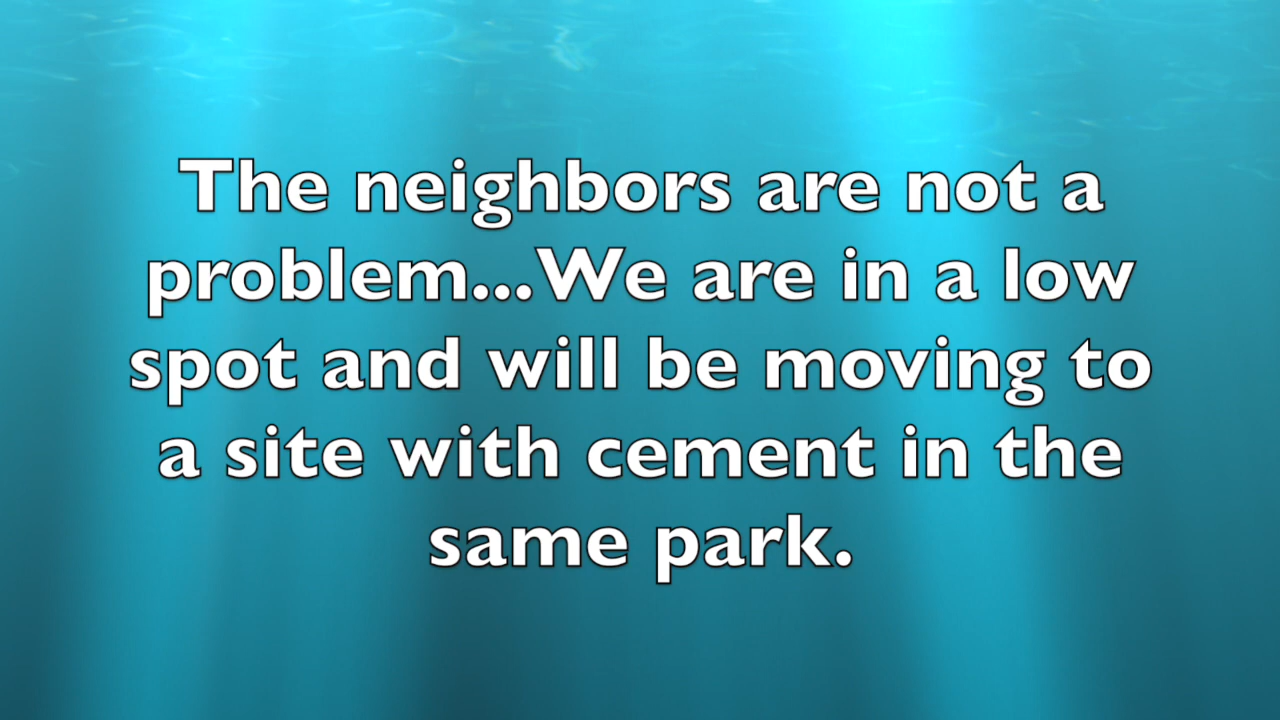 The neighbors are not a
problem...We are in a low
spot and will be moving to
a site with cement in the
same park.